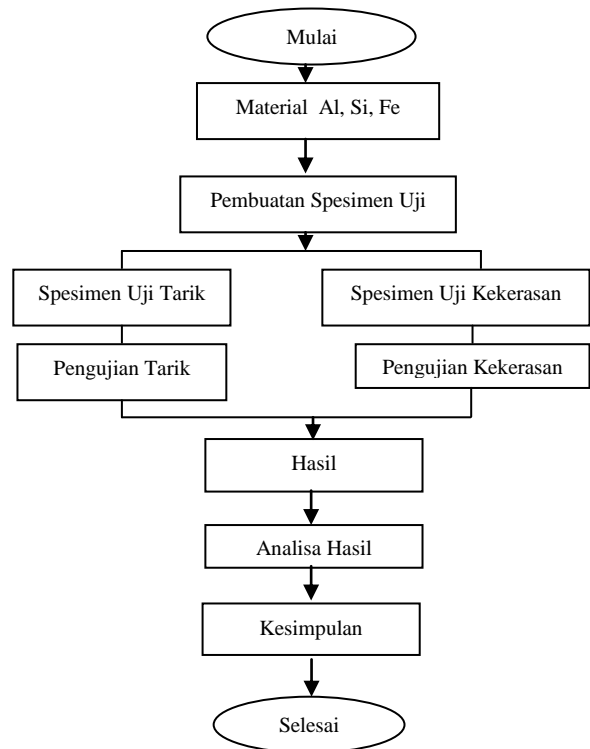 Mulai
Material Al, Si, Fe
Pembuatan Spesimen Uji
Spesimen Uji Tarik
Spesimen Uji Kekerasan
Pengujian Tarik
Pengujian Kekerasan
Hasil
Analisa Hasil
Kesimpulan
Selesai